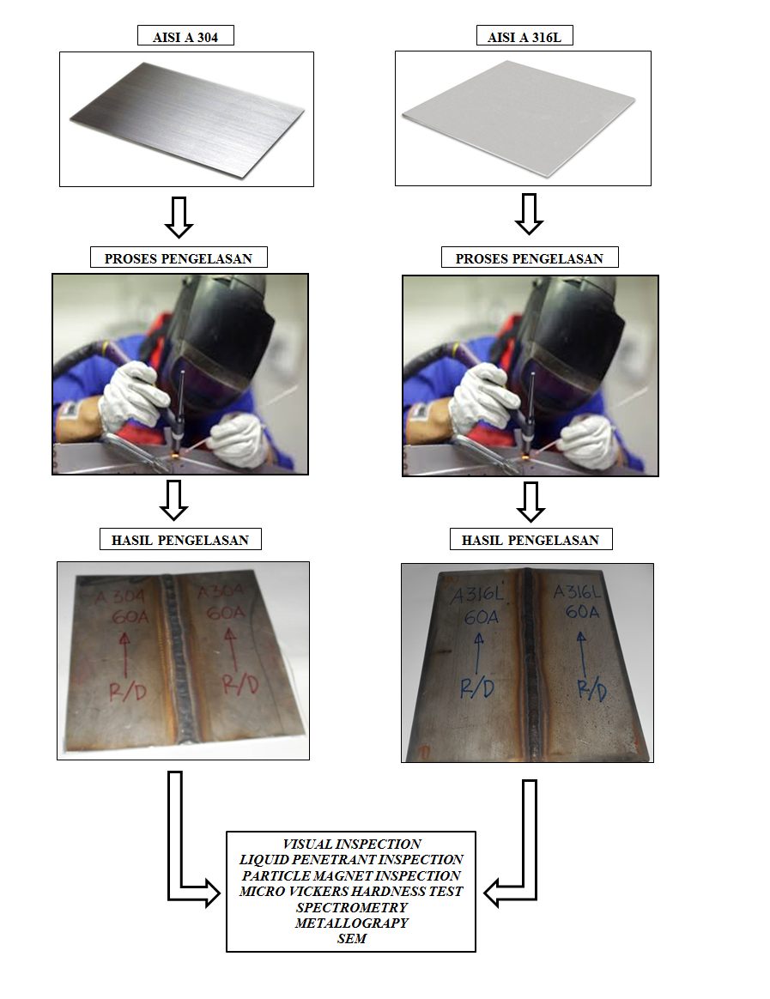 AISI A 304
AISI A 316L
PROSES PENGELASAN
PROSES PENGELASAN
HASIL PENGELASAN
HASIL PENGELASAN
A304 A304
60A 60A
R/D R/D
A316L A316L
60A 60A
R/D R/D
VISUAL INSPECTION
LIQUID PENETRANT INSPECTION
PARTICLE MAGNET INSPECTION
MICRO VICKERS HARDNESS TEST
SPECTROMETRY
METALLOGRAPY
SEM